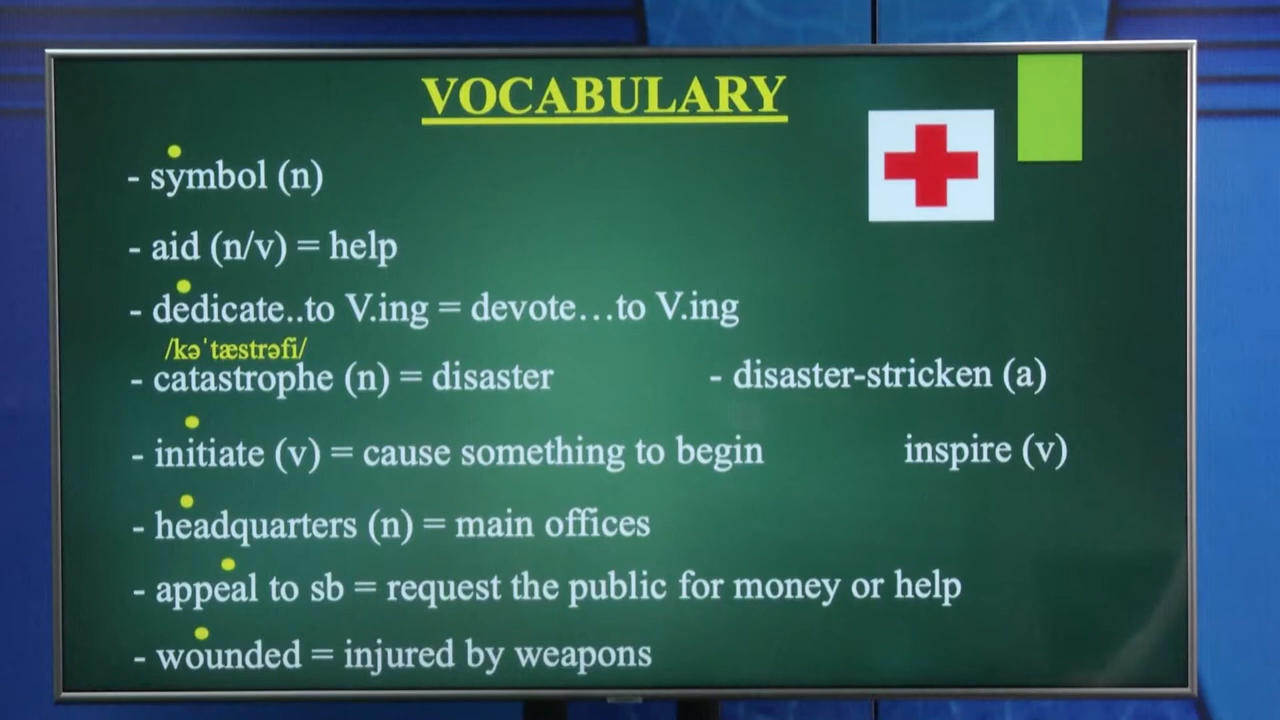 VOCABULARY
- symbol (n)
- aid (n/v) = help
- dedicate..to V.ing = devote…to V.ing
/kəˈtæstrəfi/
- catastrophe (n) = disaster - disaster-stricken (a)
- initiate (v) = cause something to begin inspire (v)
- headquarters (n) = main offices
- appeal to sb = request the public for money or help
- wounded = injured by weapons